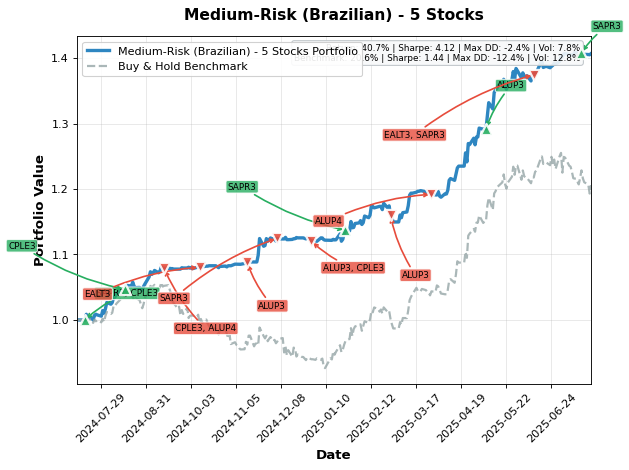 Medium-Risk (Brazilian) - 5 Stocks
SAPR3
Medium-Risk (Brazilian) - 5 Stocks Portfolio
Buy & Hold Benchmark
40.7% | Sharpe: 4.12 | Max DD: -2.4% | Vol: 7.8%
6% | Sharpe: 1.44 | Max DD: -12.4% | Vol: 12.8%
1.4
1.3
1.2
1.1
1.0
Portfolio Value
ALUP3
EALT3, SAPR3
SAPR3
ALUP4
CPLE3
ALUP3, CPLE3
ALUP3
EALT3
CPLE3
SAPR3
ALUP3
CPLE3, ALUP4
2024-07-29
2024-08-31
2024-10-03
2024-11-05
2024-12-08
2025-01-10
2025-02-12
2025-03-17
2025-04-19
2025-05-22
2025-06-24
Date